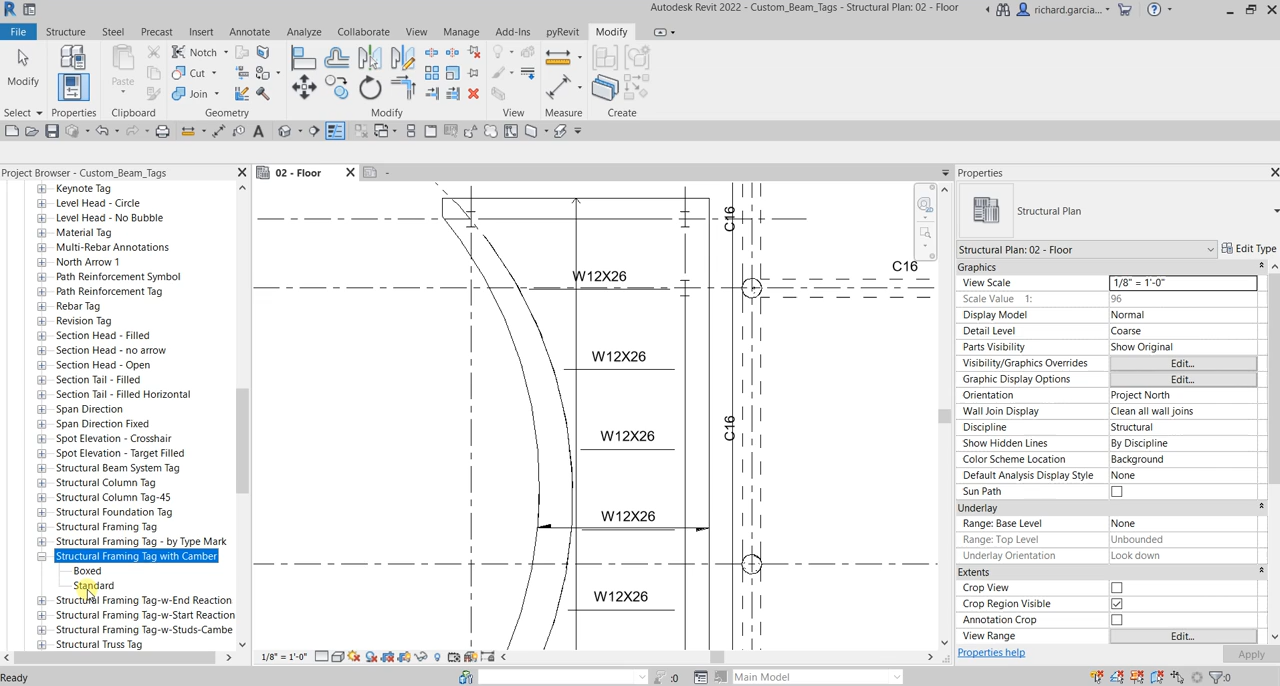 Autodesk Revit 2022 - Custom_Beam_Tags - Structural Plan: 02 - Floor
richard.garcia...
File Structure Steel Precast Insert Annotate Analyze Collaborate View Manage Add-Ins pyRevit Modify
Modify
Paste
Notch
Cut
Join
Select Properties Clipboard Geometry Modify View Measure Create
Project Browser - Custom_Beam_Tags
Keynote Tag
Level Head - Circle
Level Head - No Bubble
Material Tag
Multi-Rebar Annotations
North Arrow 1
Path Reinforcement Symbol
Path Reinforcement Tag
Rebar Tag
Revision Tag
Section Head - Filled
Section Head - no arrow
Section Head - Open
Section Tail - Filled
Section Tail - Filled Horizontal
Span Direction
Span Direction Fixed
Spot Elevation - Crosshair
Spot Elevation - Target Filled
Structural Beam System Tag
Structural Column Tag
Structural Column Tag-45
Structural Foundation Tag
Structural Framing Tag
Structural Framing Tag - by Type Mark
Structural Framing Tag with Camber
Boxed
Standard
Structural Framing Tag-w-End Reaction
Structural Framing Tag-w-Start Reaction
Structural Framing Tag-w-Studs-Cambe
Structural Truss Tag
02 - Floor
-
C16
W12X26
C16
W12X26
W12X26
C16
W12X26
W12X26
1/8" = 1'-0"
Properties
Structural Plan
Structural Plan: 02 - Floor Edit Type
Graphics
View Scale 1/8" = 1'-0"
Scale Value 1: 96
Display Model Normal
Detail Level Coarse
Parts Visibility Show Original
Visibility/Graphics Overrides Edit...
Graphic Display Options Edit...
Orientation Project North
Wall Join Display Clean all wall joins
Discipline Structural
Show Hidden Lines By Discipline
Color Scheme Location Background
Default Analysis Display Style None
Sun Path
Underlay
Range: Base Level None
Range: Top Level Unbounded
Underlay Orientation Look down
Extents
Crop View
Crop Region Visible
Annotation Crop
View Range Edit...
Properties help Apply
Ready :0 Main Model :0